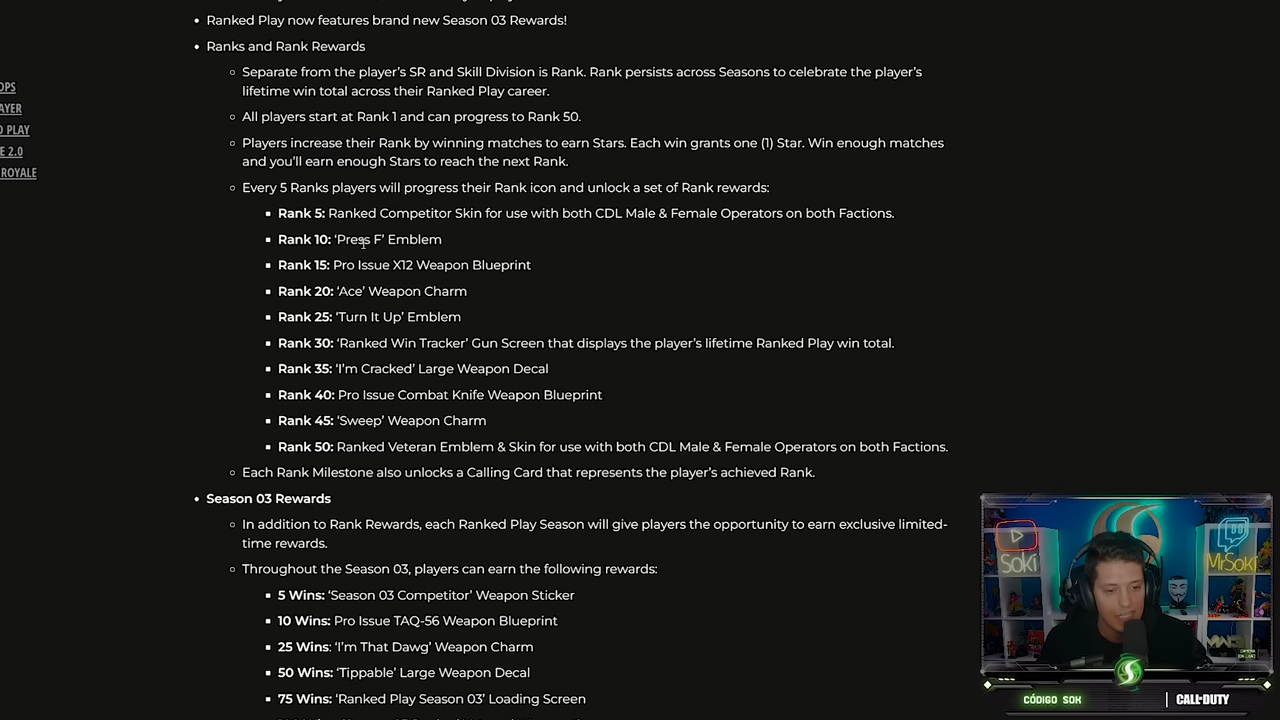 Ranked Play now features brand new Season 03 Rewards!
Ranks and Rank Rewards
OPS
AYER
D PLAY
E 2.0
ROYALE
Separate from the player's SR and Skill Division is Rank. Rank persists across Seasons to celebrate the player's
lifetime win total across their Ranked Play career.
All players start at Rank 1 and can progress to Rank 50.
Players increase their Rank by winning matches to earn Stars. Each win grants one (1) Star. Win enough matches
and you'll earn enough Stars to reach the next Rank.
Every 5 Ranks players will progress their Rank icon and unlock a set of Rank rewards:
Rank 5: Ranked Competitor Skin for use with both CDL Male & Female Operators on both Factions.
Rank 10: 'Press F' Emblem
Rank 15: Pro Issue X12 Weapon Blueprint
Rank 20: 'Ace' Weapon Charm
Rank 25: 'Turn It Up' Emblem
Rank 30: 'Ranked Win Tracker' Gun Screen that displays the player's lifetime Ranked Play win total.
Rank 35: 'I'm Cracked' Large Weapon Decal
Rank 40: Pro Issue Combat Knife Weapon Blueprint
Rank 45: 'Sweep' Weapon Charm
Rank 50: Ranked Veteran Emblem & Skin for use with both CDL Male & Female Operators on both Factions.
Each Rank Milestone also unlocks a Calling Card that represents the player's achieved Rank.
Season 03 Rewards
In addition to Rank Rewards, each Ranked Play Season will give players the opportunity to earn exclusive limited-
time rewards.
Throughout the Season 03, players can earn the following rewards:
5 Wins: 'Season 03 Competitor' Weapon Sticker
10 Wins: Pro Issue TAQ-56 Weapon Blueprint
25 Wins: 'I'm That Dawg' Weapon Charm
50 Wins: 'Tippable' Large Weapon Decal
75 Wins: 'Ranked Play Season 03' Loading Screen
Soki
MrSoki
CÓDIGO SOK
CALL OF DUTY